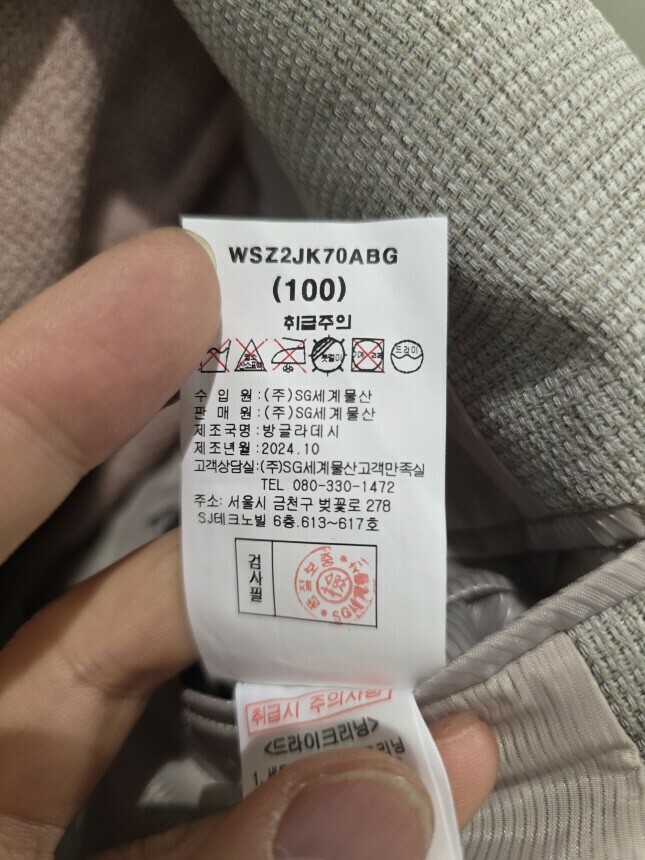 WSZ2JK70ABG
(100)
취급주의
드라이
수 입 원:(주)SG세계물산
판 매 원:(주)SG세계물산
제조국명:방글라데시
제조년월:2024.10
고객상담실:(주)SG세계물산고객만족실
TEL 080-330-1472
주소: 서울시 금천구 벚꽃로 278
SJ테크노빌 6층.613~617호
검사필
품질보증
취급시 주의사항
<드라이크리닝>
1.